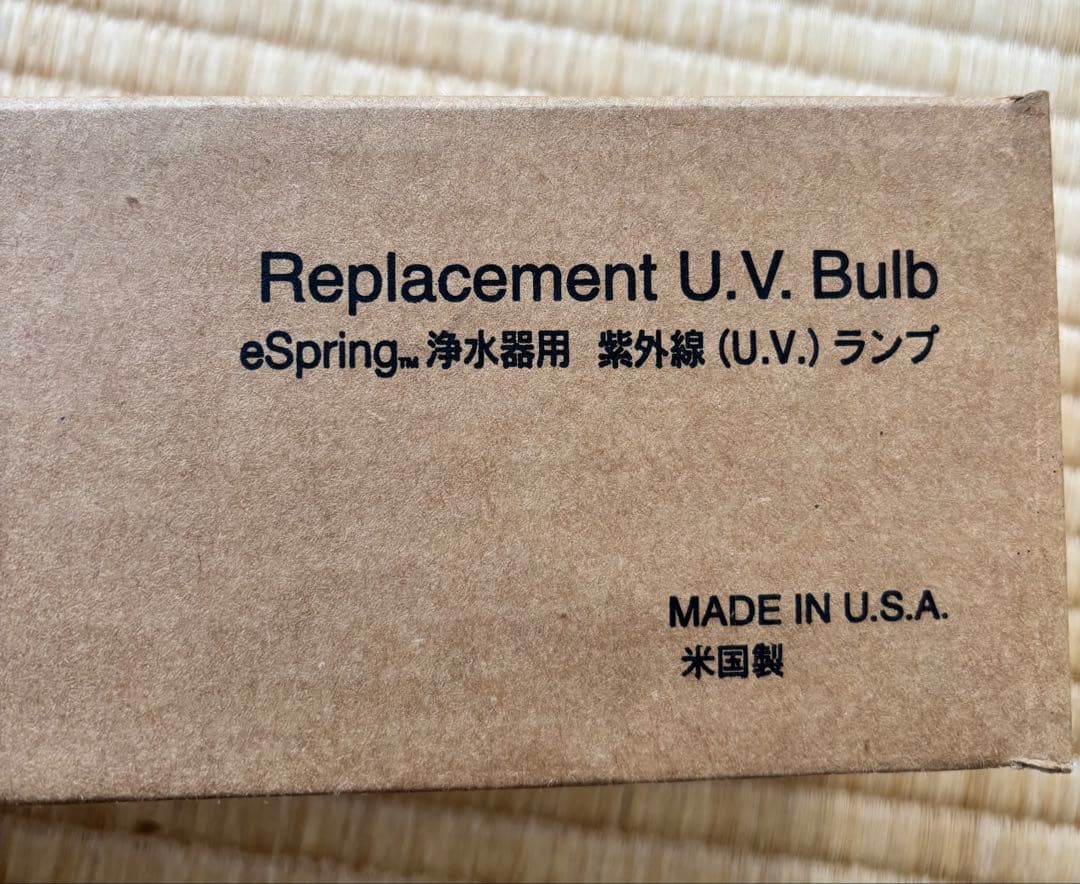 Replacement U.V. Bulb
eSpring™ 浄水器用 紫外線 (U.V.) ランプ
MADE IN U.S.A.
米国製